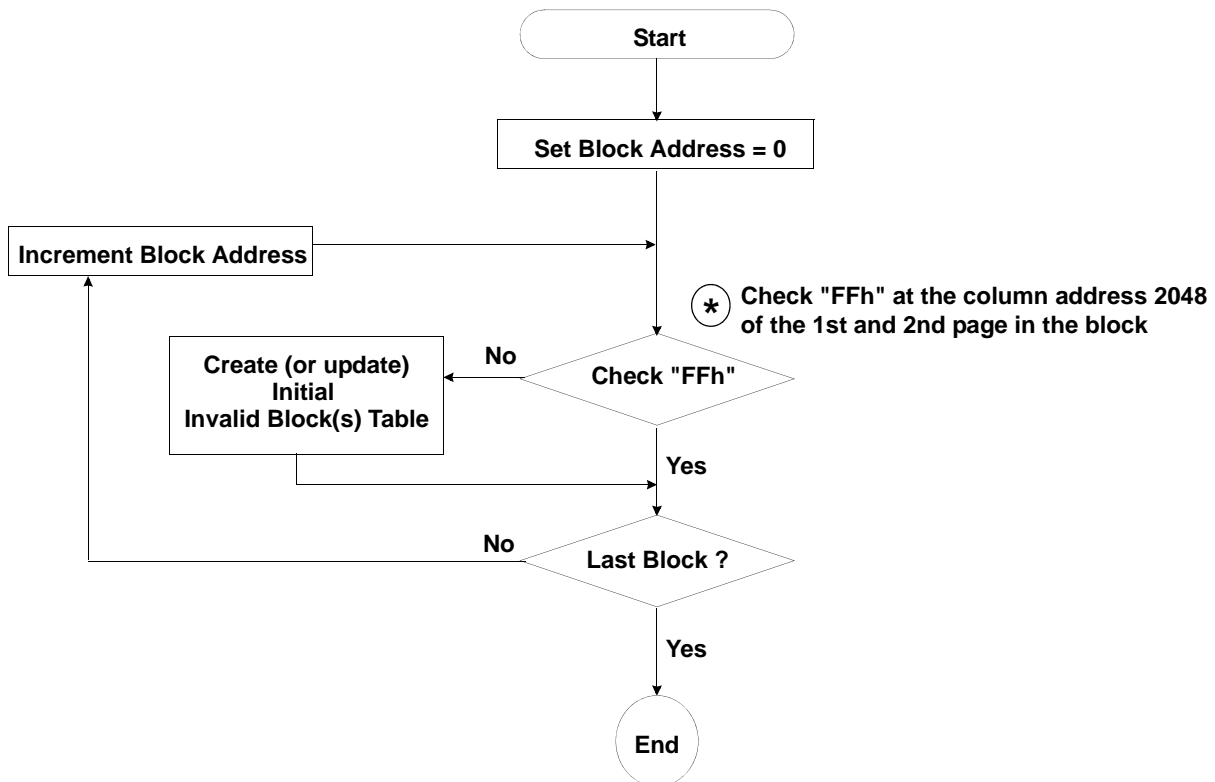 Start
Set Block Address = 0
Increment Block Address
* Check "FFh" at the column address 2048
of the 1st and 2nd page in the block
No
Create (or update)
Initial
Invalid Block(s) Table
Check "FFh"
Yes
No
Last Block ?
Yes
End